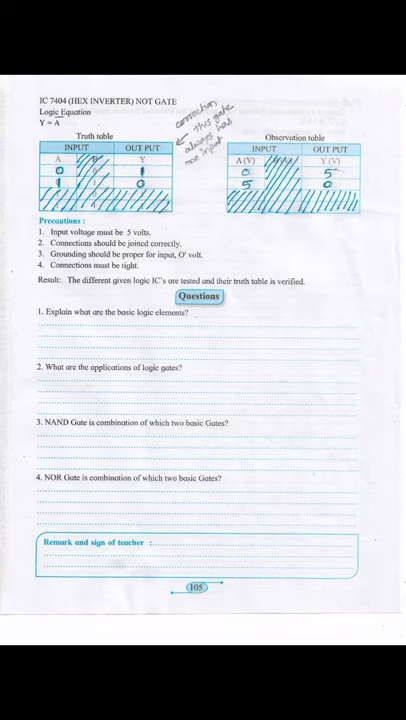 IC 7404 (HEX INVERTER) NOT GATE
Logic Equation
Y = A̅
connection
← this gate
always has
one input
Truth table
INPUT OUT PUT
A B Y
0 0 1
1 1 0
Observation table
INPUT OUT PUT
A (V) Y (V)
0 5
5 0
Precautions :
1. Input voltage must be 5 volts.
2. Connections should be joined correctly.
3. Grounding should be proper for input, O' volt.
4. Connections must be tight.
Result: The different given logic IC's are tested and their truth table is verified.
Questions
1. Explain what are the basic logic elements?
2. What are the applications of logic gates?
3. NAND Gate is combination of which two basic Gates?
4. NOR Gate is combination of which two basic Gates?
Remark and sign of teacher :
105